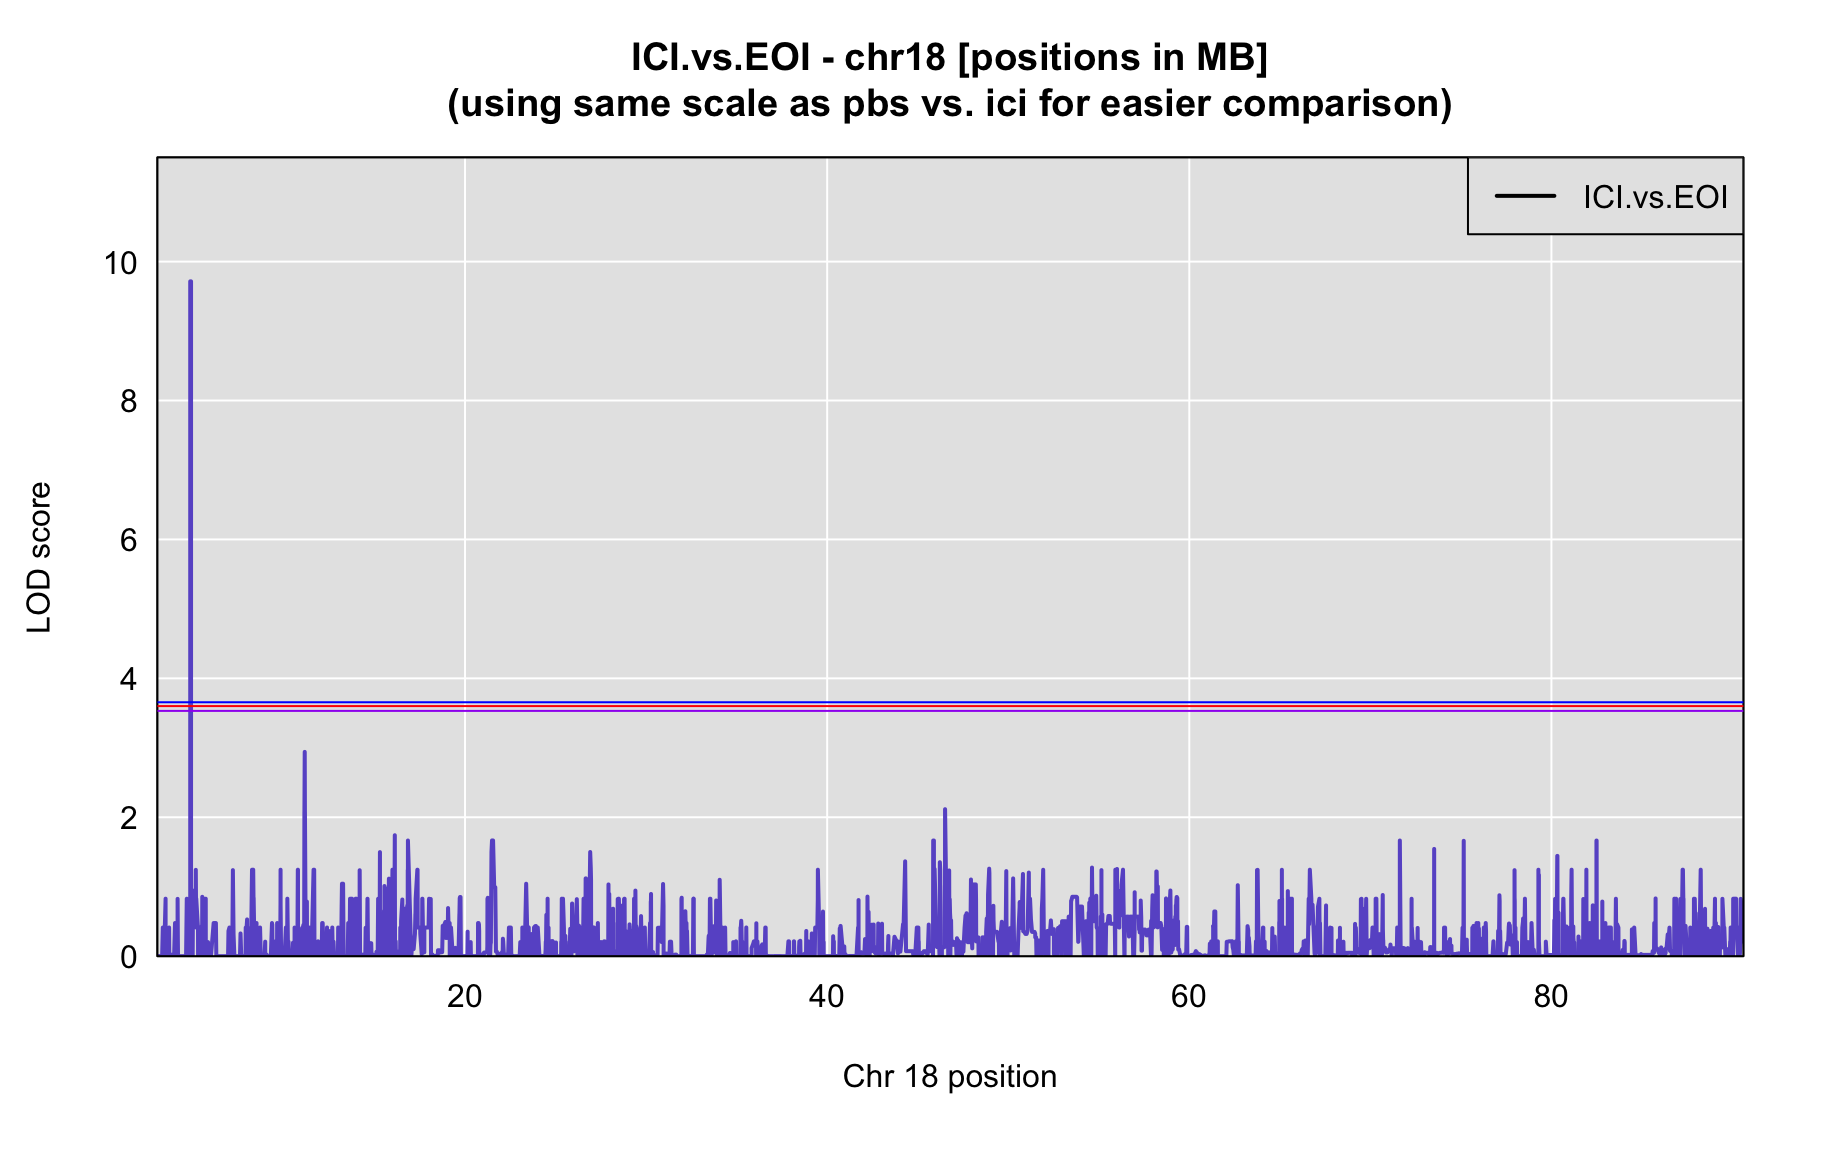 ICI.vs.EOI - chr18 [positions in MB]
(using same scale as pbs vs. ici for easier comparison)
ICI.vs.EOI
LOD score
10
8
6
4
2
0
20
40
60
80
Chr 18 position